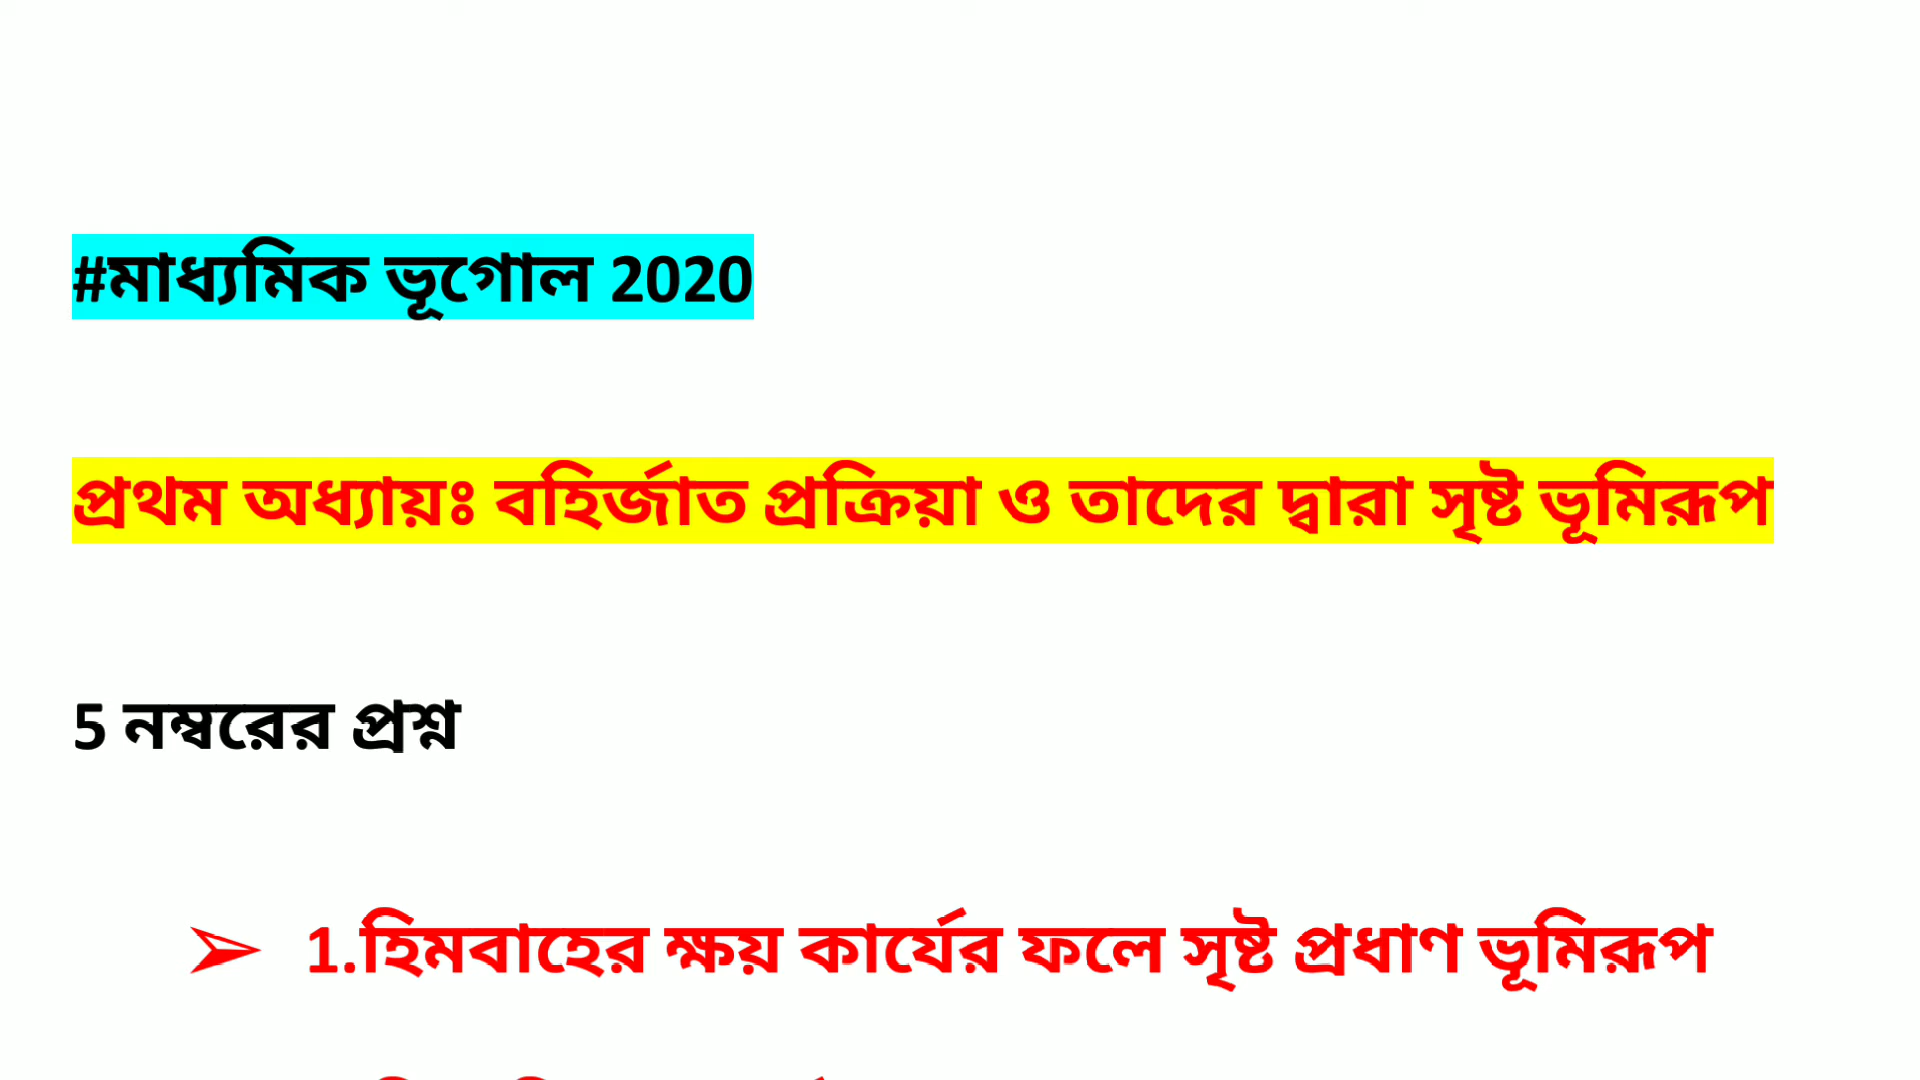 #মাধ্যমিক ভূগোল 2020
প্রথম অধ্যায়ঃ বহির্জাত প্রক্রিয়া ও তাদের দ্বারা সৃষ্ট ভূমিরূপ
5 নম্বরের প্রশ্ন
➢ 1.হিমবাহের ক্ষয় কার্যের ফলে সৃষ্ট প্রধাণ ভূমিরূপ